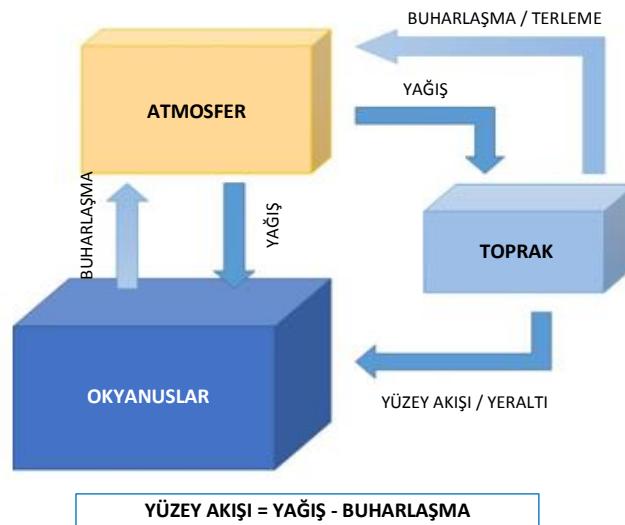 BUHARLAŞMA / TERLEME
YAĞIŞ
ATMOSFER
BUHARLAŞMA
YAĞIŞ
TOPRAK
OKYANUSLAR
YÜZEY AKIŞI / YERALTI
YÜZEY AKIŞI = YAĞIŞ - BUHARLAŞMA